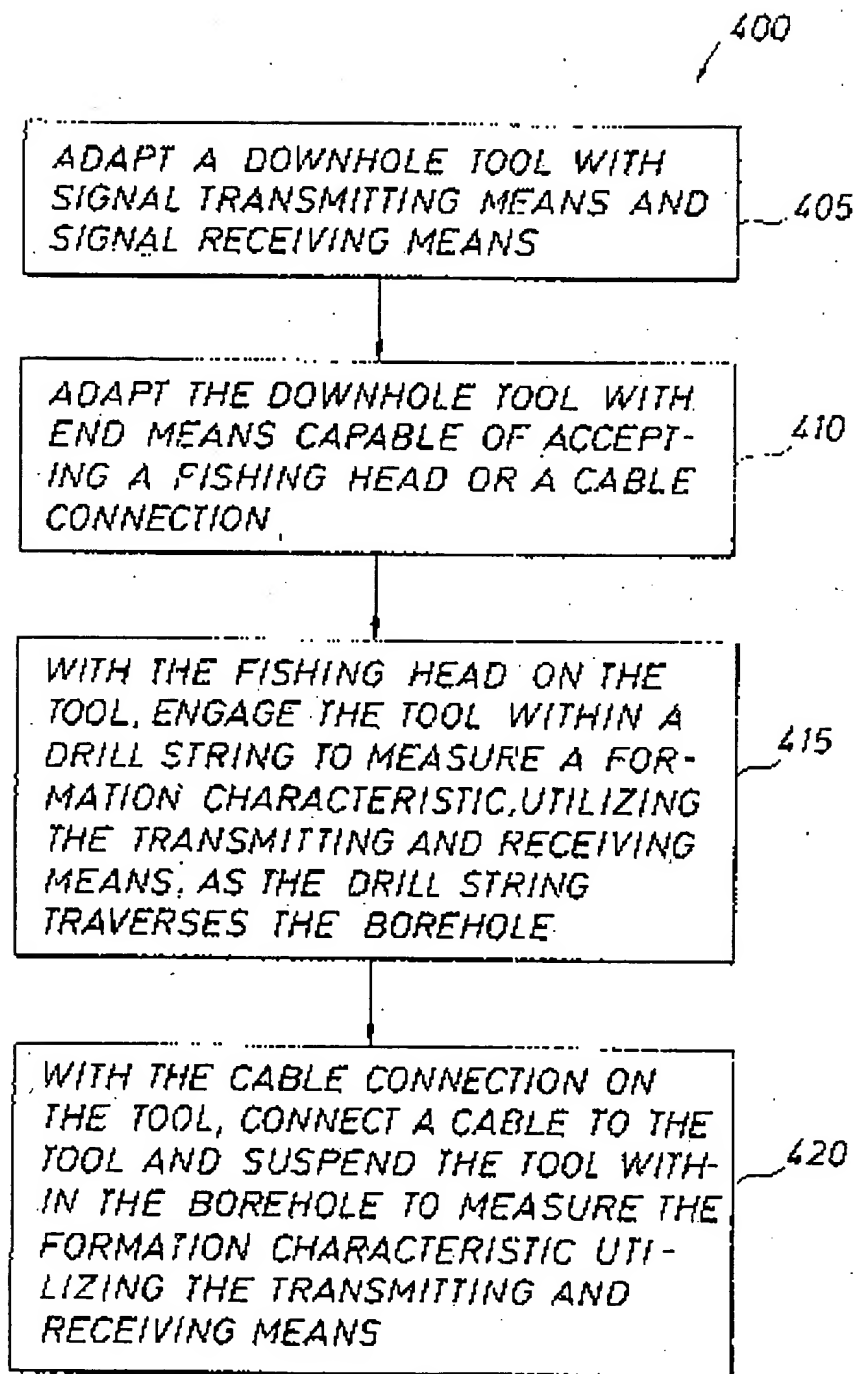 400
ADAPT A DOWNHOLE TOOL WITH
SIGNAL TRANSMITTING MEANS AND
SIGNAL RECEIVING MEANS
405
ADAPT THE DOWNHOLE TOOL WITH
END MEANS CAPABLE OF ACCEPT-
ING A FISHING HEAD OR A CABLE
CONNECTION
410
WITH THE FISHING HEAD ON THE
TOOL, ENGAGE THE TOOL WITHIN A
DRILL STRING TO MEASURE A FOR-
MATION CHARACTERISTIC, UTILIZING
THE TRANSMITTING AND RECEIVING
MEANS, AS THE DRILL STRING
TRAVERSES THE BOREHOLE
415
WITH THE CABLE CONNECTION ON
THE TOOL, CONNECT A CABLE TO THE
TOOL AND SUSPEND THE TOOL WITH-
IN THE BOREHOLE TO MEASURE THE
FORMATION CHARACTERISTIC UTI-
LIZING THE TRANSMITTING AND
RECEIVING MEANS
420